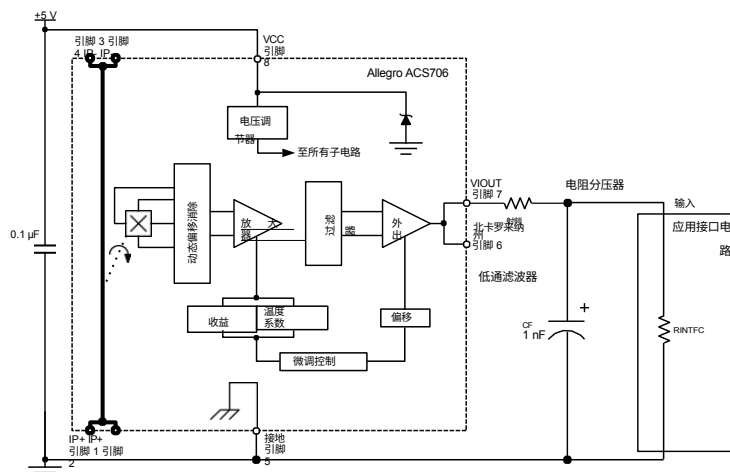 +5 V
引脚 3 引脚
4 IP- IP-
VCC
引脚
8
Allegro ACS706
电压调
节器
至所有子电路
0.1 µF
动态偏移消除
放 大
器
过滤
器
外
出
VIOUT
引脚 7
电阻分压器
射频
北卡罗来纳
州
引脚 6
低通滤波器
输入
应用接口电
路
收益
温度
系数
偏移
微调控制
CF
1 nF
RINTFC
IP+ IP+
引脚 1 引脚
2
接地
引脚
5